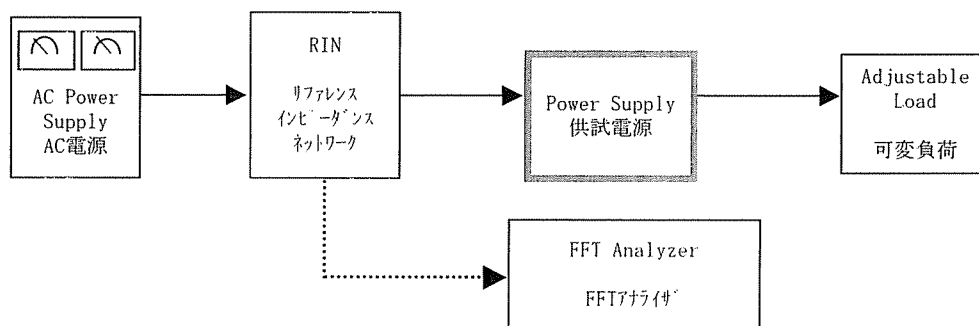 AC Power
Supply
AC電源
RIN
リファレンス
インピーダンス
ネットワーク
Power Supply
供試電源
Adjustable
Load
可変負荷
FFT Analyzer
FFTアナライザ